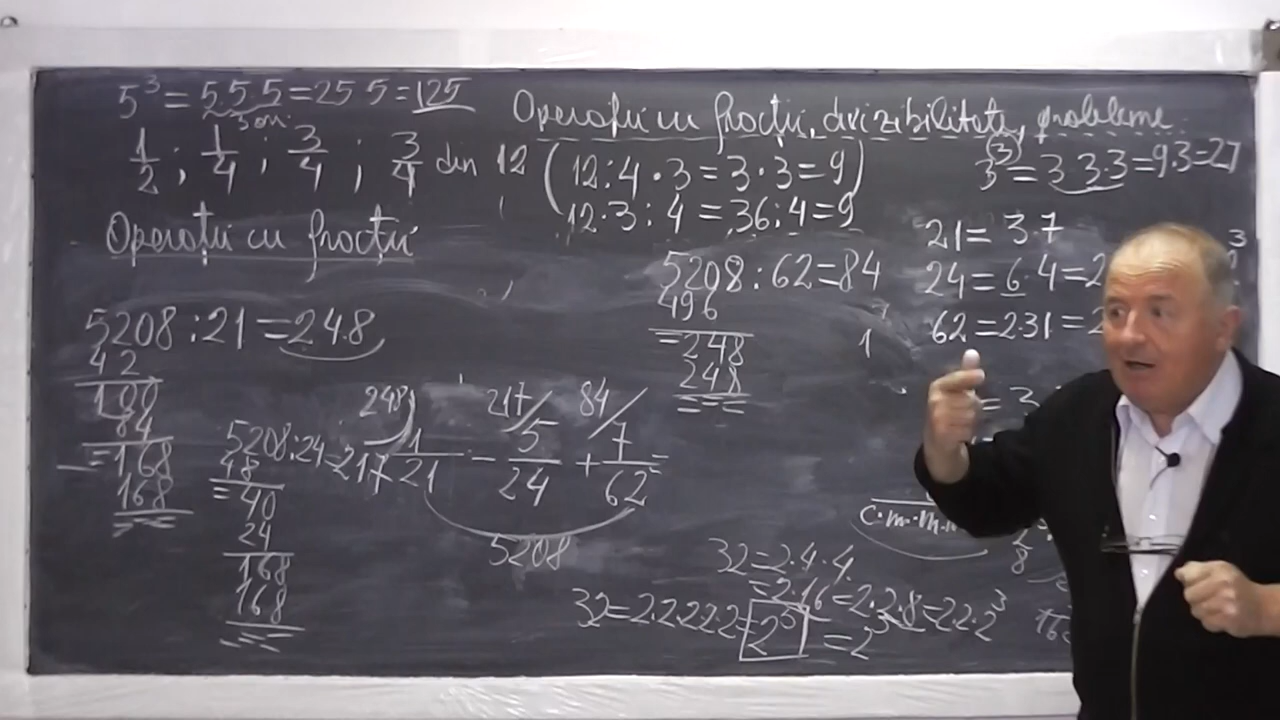 5³ = 5.5.5 = 25 5 = 125
3 ori
1/2 ; 1/4 ; 3/4 ; 3/4 din 12
Operații cu fracții
5208 : 21 = 248
42
100
84
=168
168
===
5208 : 24 = 217
48
= 40
24
168
168
===
Operații cu fracții, divizibilitate, probleme
(12 : 4 · 3 = 3 · 3 = 9)
12 · 3 : 4 = 36 : 4 = 9
3³ = 3.3.3 = 9.3 = 27
5208 : 62 = 84
496
= 248
248
===
21 = 3·7
24 = 6·4 = 2
62 = 2·31 = 2
= 3
248) 217/ 84/
1/21 - 5/24 + 7/62 =
5208
c.m.m.
32 = 2.4.4
= 2.16 = 2.2.8 = 2.2.2³
32 = 2.2.2.2.2 = 2⁵ = 2⁵